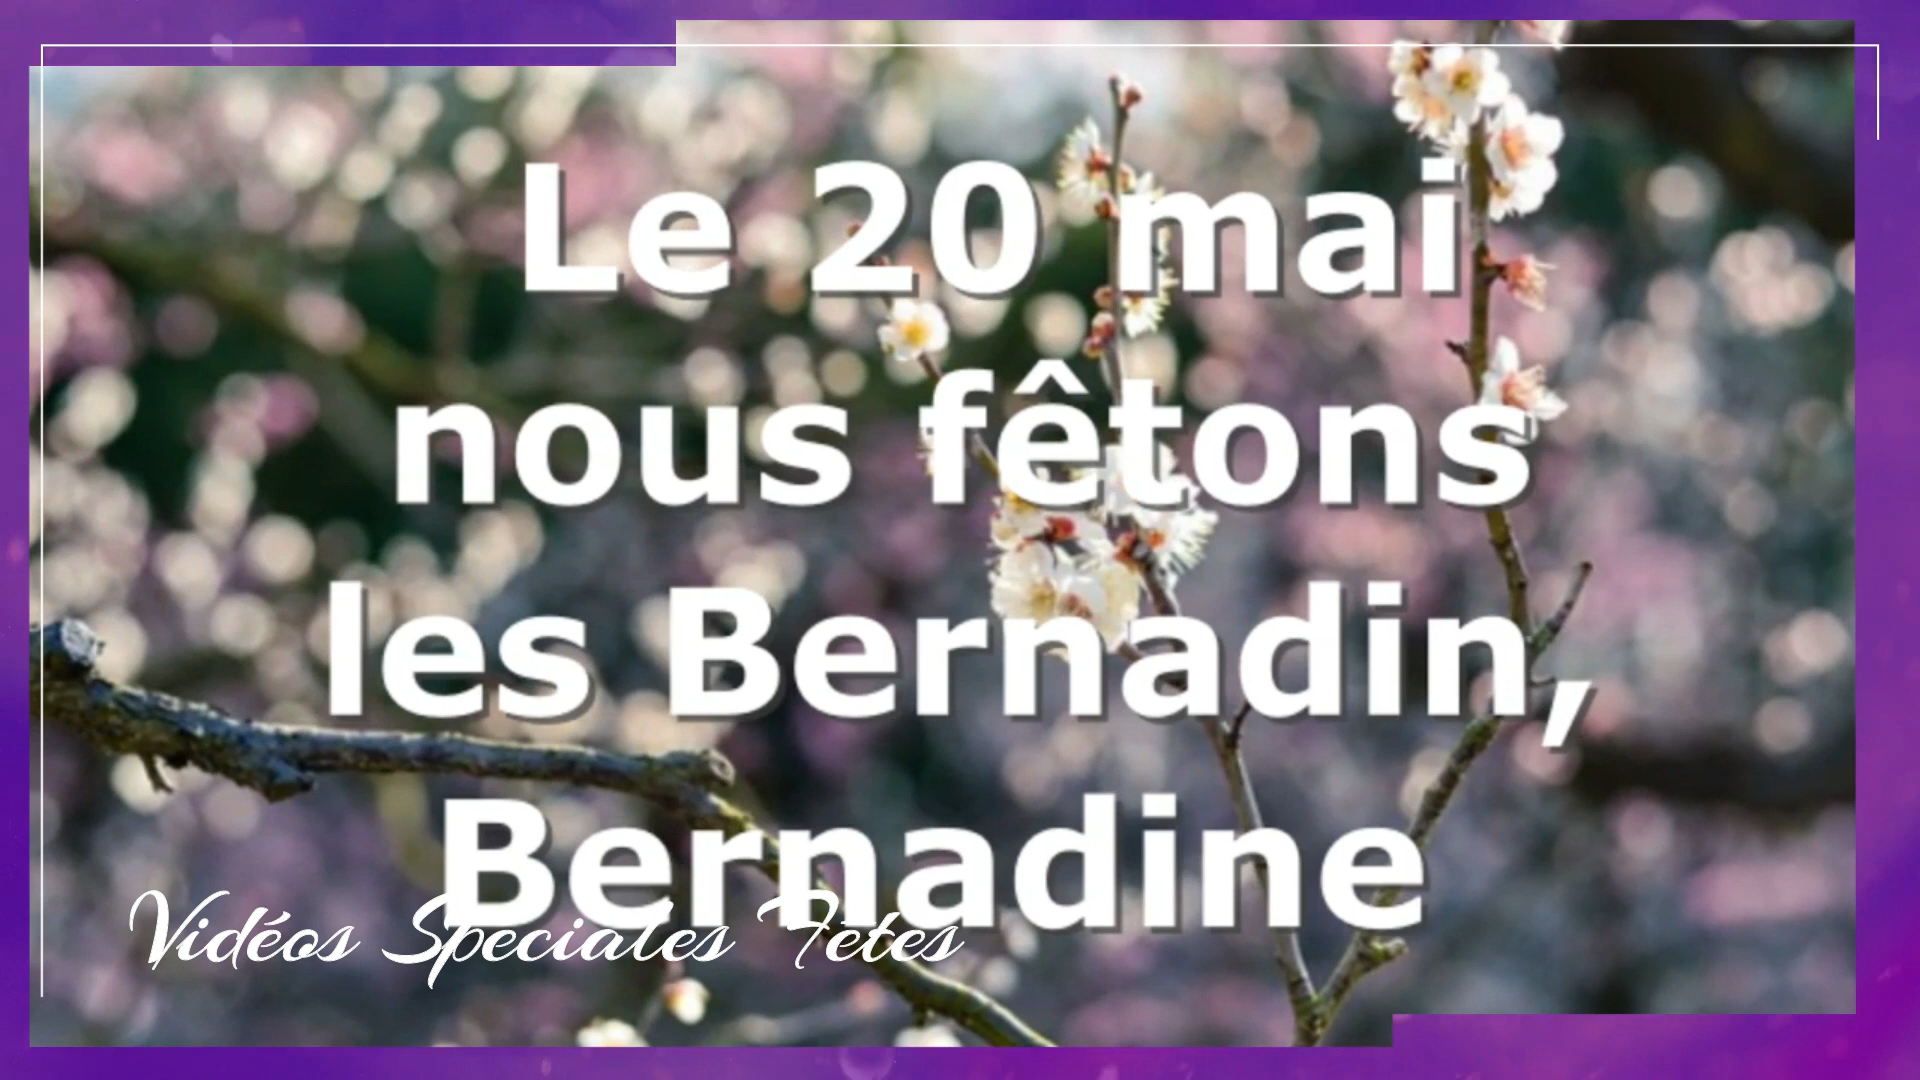 Le 20 mai
nous fêtons
les Bernadin,
Bernadine
Vidéos Speciales Fetes